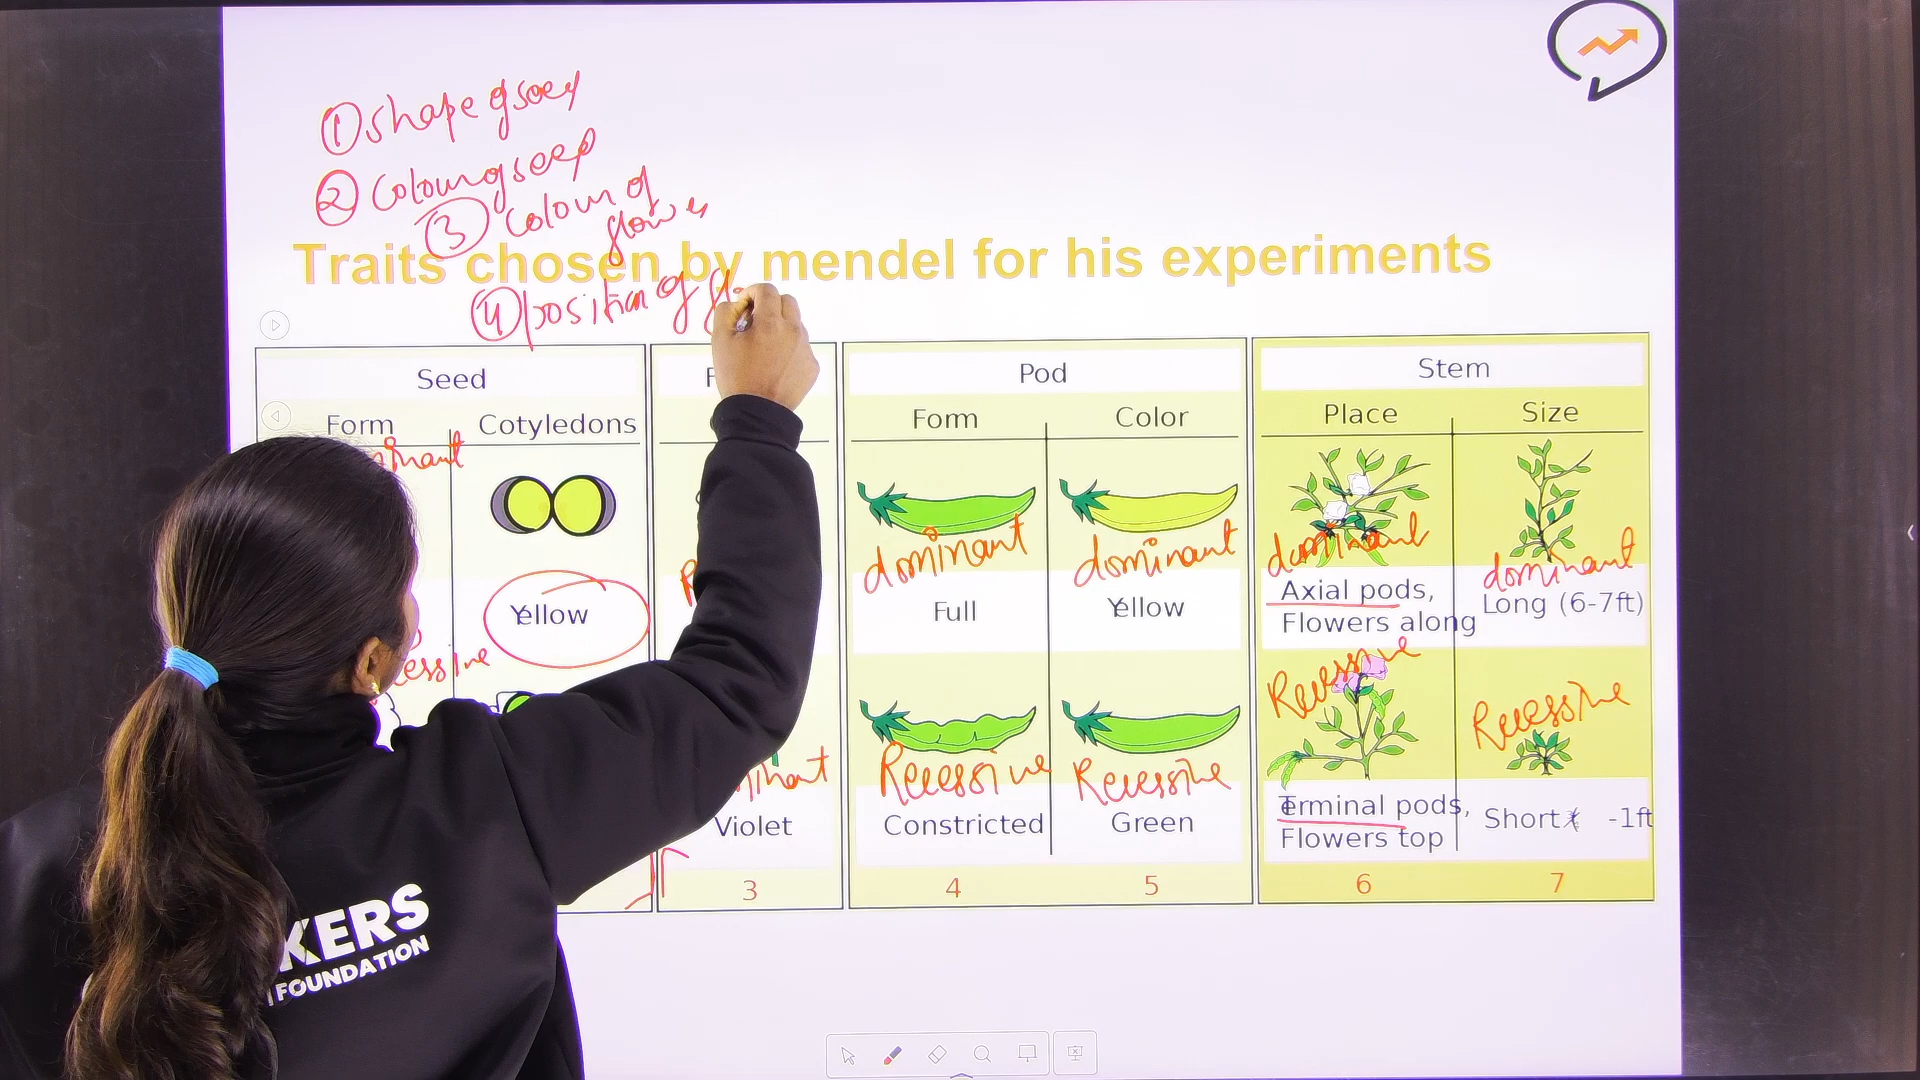 ① shape of seed
② Colour of seed
③ Colour of
flower
Traits chosen by mendel for his experiments
④ position of
Seed
Pod
Stem
Form
Cotyledons
Form
Color
Place
Size
dominant
dominant
dominant
dominant
Yellow
Full
Yellow
Axial pods,
Flowers along
Long (6-7ft)
Recessive
Recessive
Recessive
Recessive
Violet
Constricted
Green
Terminal pods,
Flowers top
Short -1ft
3
4
5
6
7
KERS
FOUNDATION